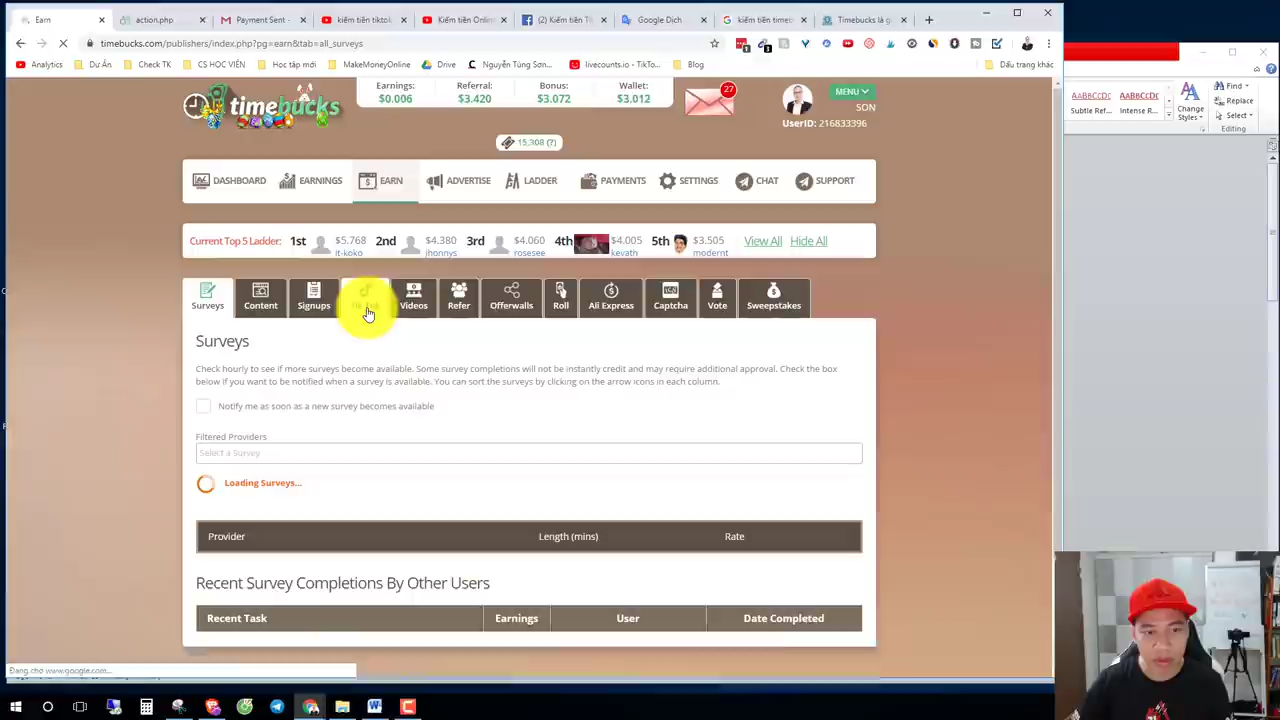 Earn
action.php
Payment Sent -
kiếm tiền tiktok
Kiếm Tiền Online
(2) Kiếm tiền Tik
Google Dịch
kiếm tiền timeb
Timebucks là g
timebucks.com/publishers/index.php?pg=earn&tab=all_surveys
Analytics
Dự Án
Check TK
CS HỌC VIÊN
Học tập mới
MakeMoneyOnline
Drive
Nguyễn Tùng Sơn...
livecounts.io - TikTo...
Blog
Dấu trang khác
AaBbCcDc
AaBbCcDc
Subtle Ref...
Intense R...
Change
Styles
Find
Replace
Select
Editing
timebucks
Earnings:
$0.006
Referral:
$3.420
Bonus:
$3.072
Wallet:
$3,012
27
MENU
SON
UserID: 216833396
15,308 (?)
DASHBOARD
EARNINGS
EARN
ADVERTISE
LADDER
PAYMENTS
SETTINGS
CHAT
SUPPORT
Current Top 5 Ladder:
1st
$5.768
it-koko
2nd
$4.380
jhonnys
3rd
$4.060
rosesee
4th
$4.005
kevath
5th
$3.505
modernt
View All
Hide All
Surveys
Content
Signups
Videos
Refer
Offerwalls
Roll
Ali Express
Captcha
Vote
Sweepstakes
Surveys
Check hourly to see if more surveys become available. Some survey completions will not be instantly credit and may require additional approval. Check the box
below if you want to be notified when a survey is available. You can sort the surveys by clicking on the arrow icons in each column.
Notify me as soon as a new survey becomes available
Filtered Providers
Select a Survey
Loading Surveys...
Provider
Length (mins)
Rate
Recent Survey Completions By Other Users
Recent Task
Earnings
User
Date Completed
Đang chờ www.google.com...